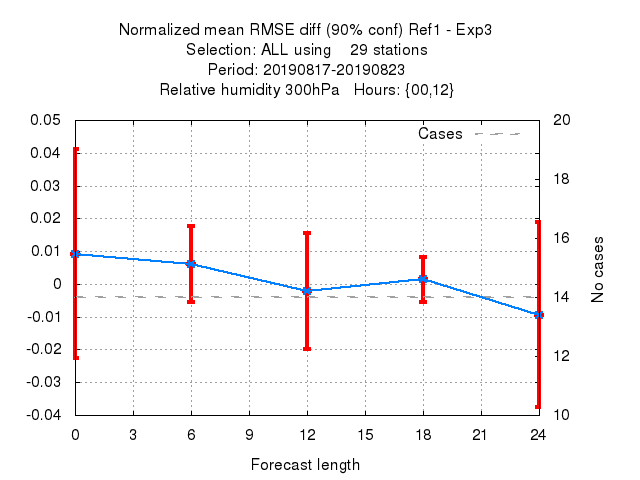 Normalized mean RMSE diff (90% conf) Ref1 - Exp3
Selection: ALL using    29 stations
Period: 20190817-20190823
Relative humidity 300hPa   Hours: {00,12}
Cases
0.05
0.04
0.03
0.02
0.01
0
-0.01
-0.02
-0.03
-0.04
20
18
16
14
12
10
No cases
0 3 6 9 12 15 18 21 24
Forecast length